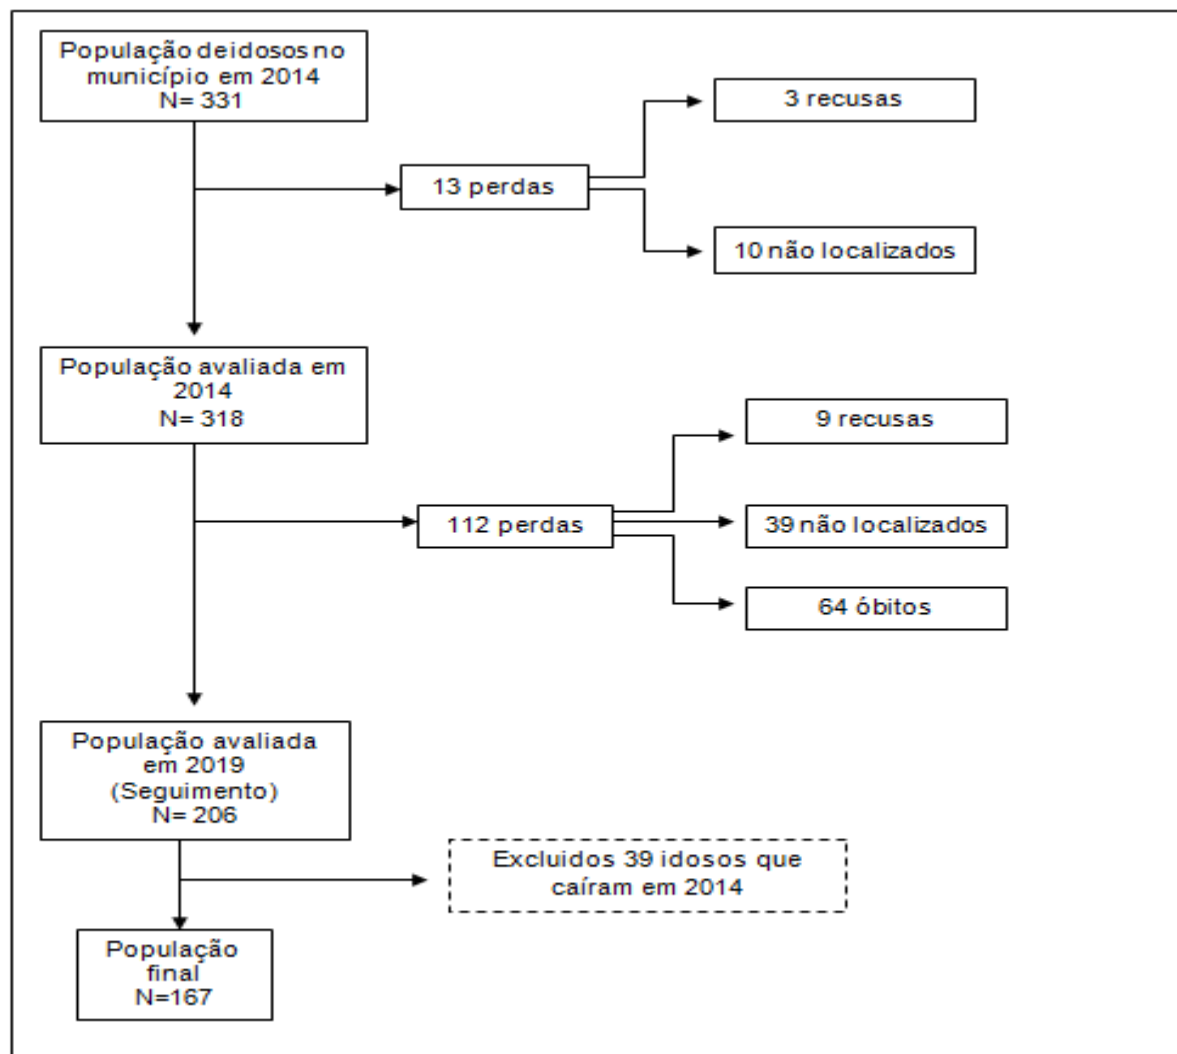 População deidosos no
município em 2014
N= 331
3 recusas
13 perdas
10 não localizados
População avaliada em
2014
N= 318
9 recusas
112 perdas
39 não localizados
64 óbitos
População avaliada
em 2019
(Seguimento)
N= 206
Excluidos 39 idosos que
caíram em 2014
População
final
N=167